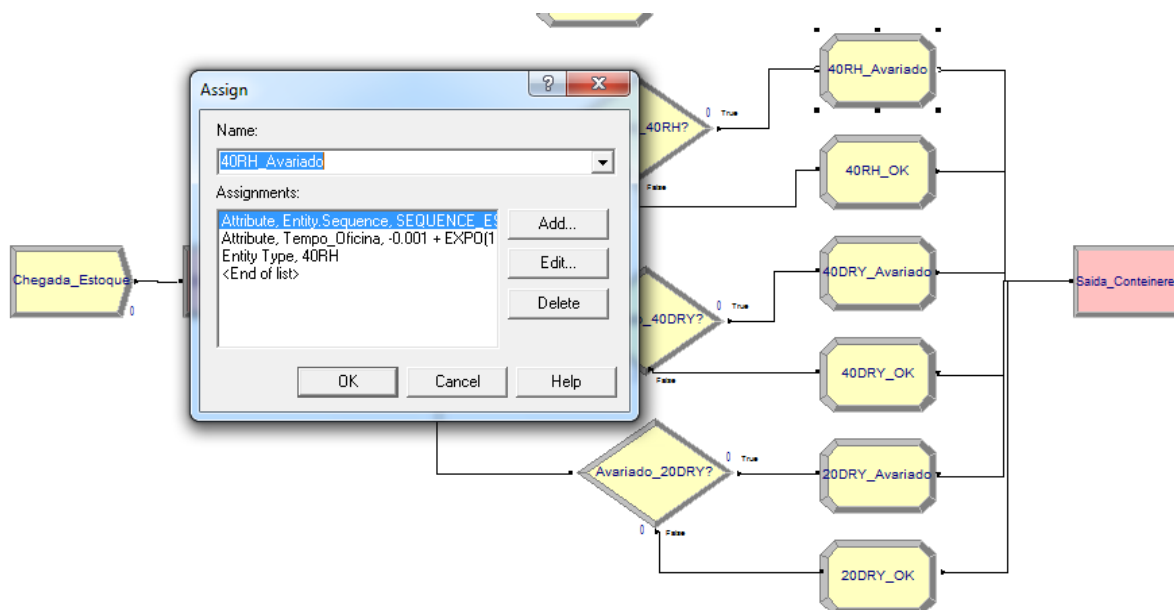 Assign
?
X
Name:
40RH_Avariado
Assignments:
Attribute, Entity.Sequence, SEQUENCE_ES
Attribute, Tempo_Oficina, -0.001 + EXPO(1
Entity Type, 40RH
<End of list>
Add...
Edit...
Delete
OK
Cancel
Help
Chegada_Estoque
0
_40RH?
0
True
False
40RH_Avariado
40RH_OK
_40DRY?
0
True
False
40DRY_Avariado
40DRY_OK
Avariado_20DRY?
0
True
0
False
20DRY_Avariado
20DRY_OK
Saida_Conteinere